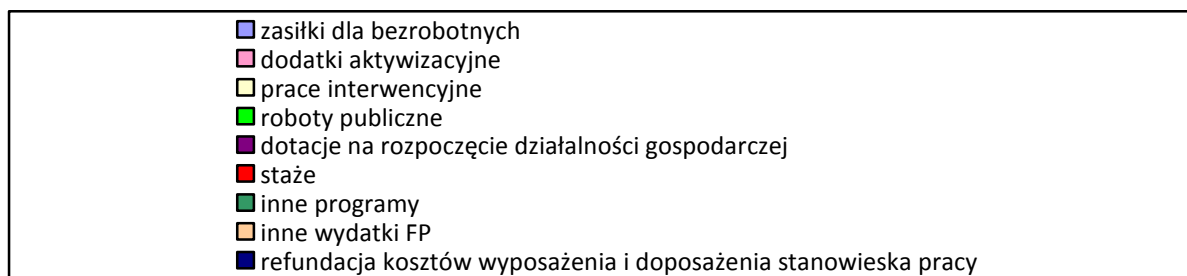 zasiłki dla bezrobotnych
dodatki aktywizacyjne
prace interwencyjne
roboty publiczne
dotacje na rozpoczęcie działalności gospodarczej
staże
inne programy
inne wydatki FP
refundacja kosztów wyposażenia i doposażenia stanowieska pracy